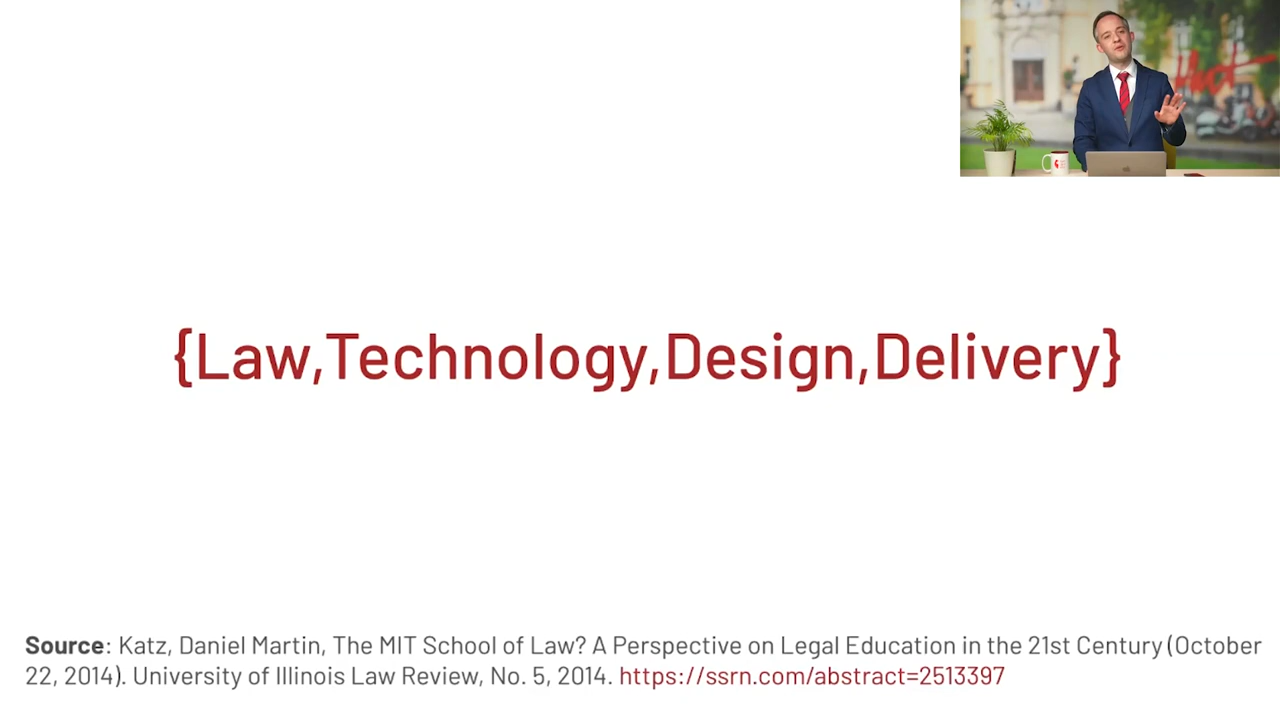 {Law,Technology,Design,Delivery}
Source: Katz, Daniel Martin, The MIT School of Law? A Perspective on Legal Education in the 21st Century (October
22, 2014). University of Illinois Law Review, No. 5, 2014. https://ssrn.com/abstract=2513397